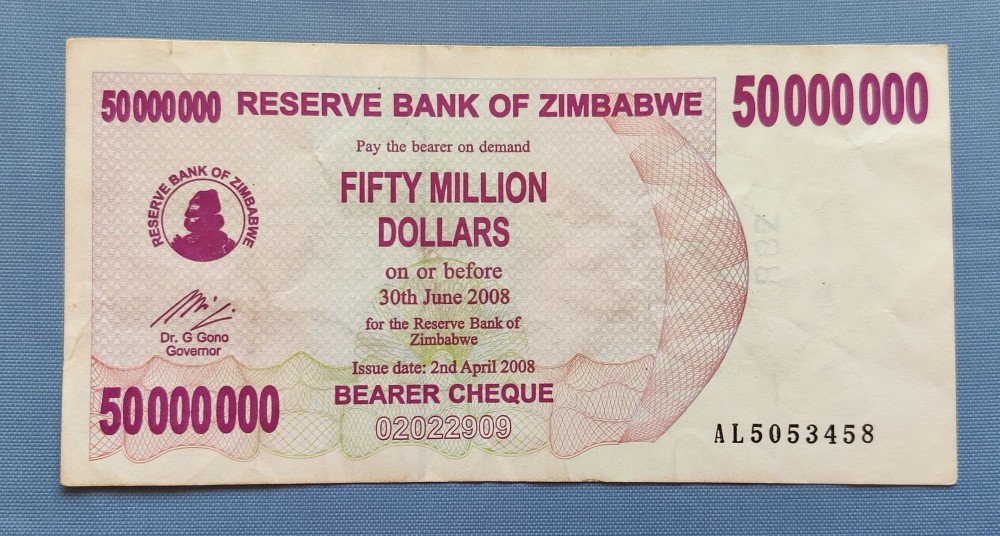 50000000 RESERVE BANK OF ZIMBABWE 50000000
Pay the bearer on demand
FIFTY MILLION
DOLLARS
RESERVE BANK OF ZIMBABWE
on or before
30th June 2008
for the Reserve Bank of
Zimbabwe
Dr. G Gono
Governor
Issue date: 2nd April 2008
50000000 BEARER CHEQUE
02022909
AL5053458
RBZ